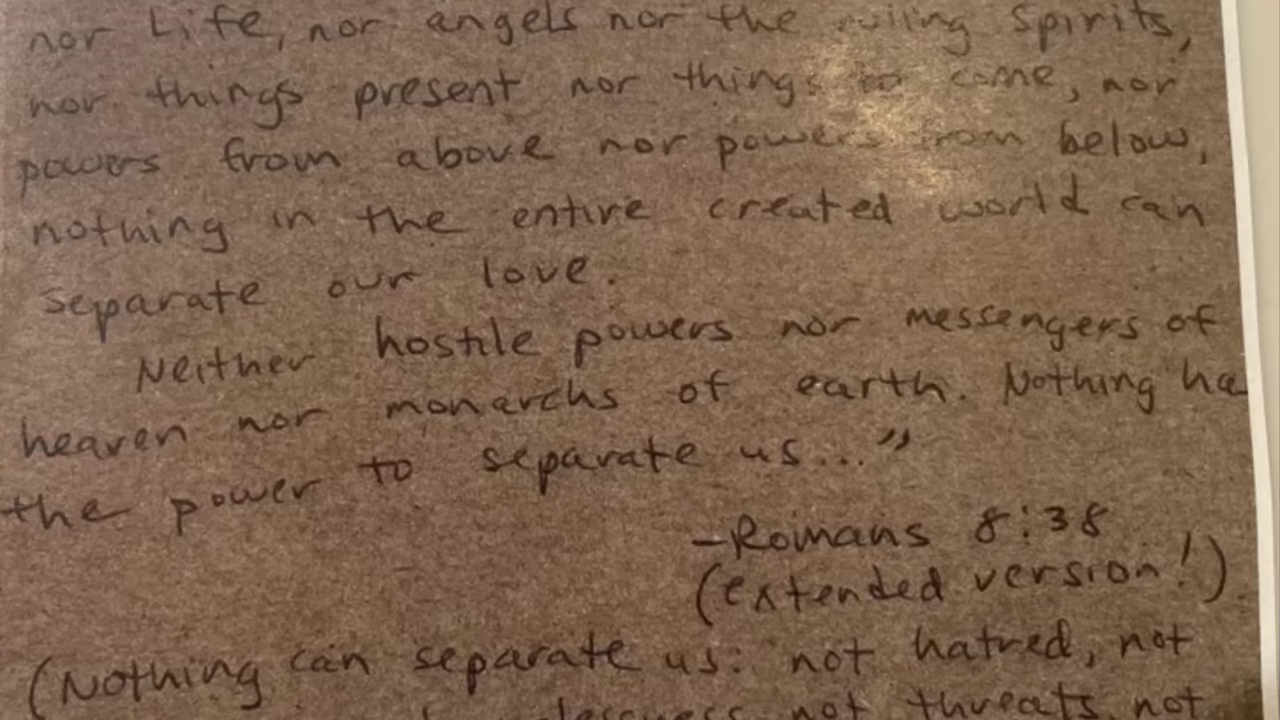 nor Life, nor angels nor the ruling spirits,
nor things present nor things to come, nor
powers from above nor powers from below,
nothing in the entire created world can
separate our love.
Neither hostile powers nor messengers of
heaven nor monarchs of earth. Nothing ha
the power to separate us..."
-Romans 8:38
(extended version!)
(Nothing can separate us: not hatred, not
not threats not